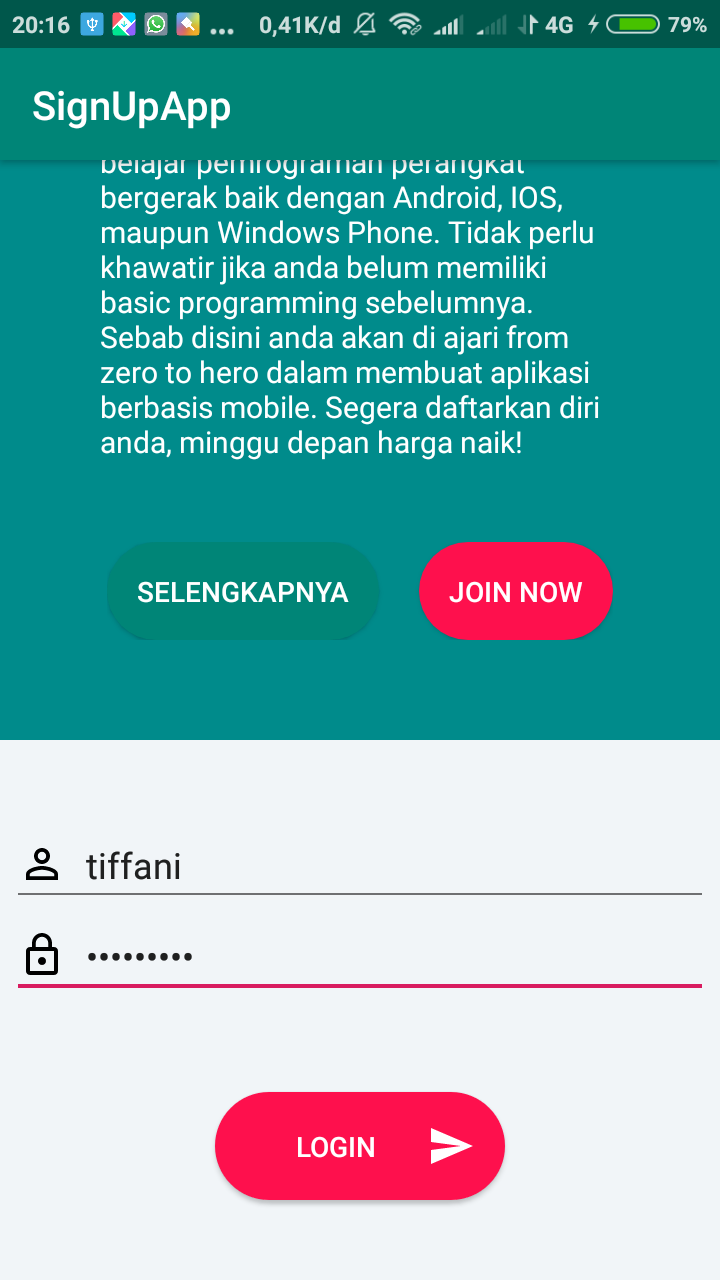 20:16 ... 0,41K/d 4G 79%
SignUpApp
belajar pemrograman perangkat
bergerak baik dengan Android, IOS,
maupun Windows Phone. Tidak perlu
khawatir jika anda belum memiliki
basic programming sebelumnya.
Sebab disini anda akan di ajari from
zero to hero dalam membuat aplikasi
berbasis mobile. Segera daftarkan diri
anda, minggu depan harga naik!
SELENGKAPNYA JOIN NOW
tiffani
•••••••••
LOGIN